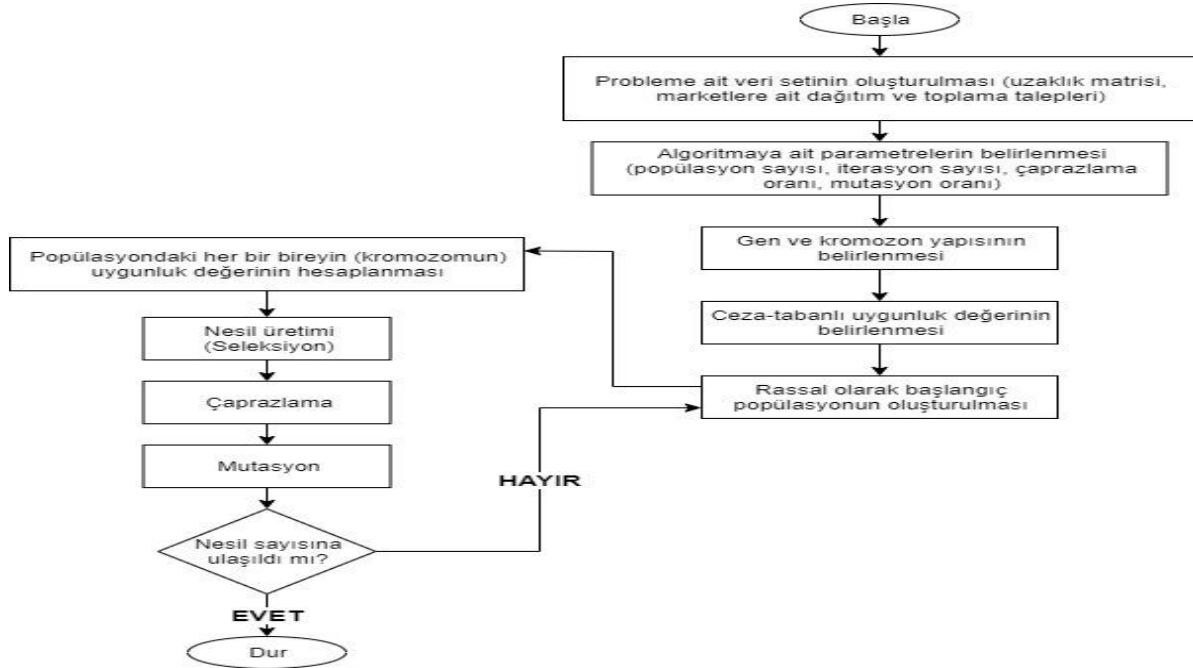 Başla
Probleme ait veri setinin oluşturulması (uzaklık matrisi,
marketlere ait dağıtım ve toplama talepleri)
Algoritmaya ait parametrelerin belirlenmesi
(popülasyon sayısı, iterasyon sayısı, çaprazlama
oranı, mutasyon oranı)
Gen ve kromozon yapısının
belirlenmesi
Ceza-tabanlı uygunluk değerinin
belirlenmesi
Rassal olarak başlangıç
popülasyonun oluşturulması
Popülasyondaki her bir bireyin (kromozomun)
uygunluk değerinin hesaplanması
Nesil üretimi
(Seleksiyon)
Çaprazlama
Mutasyon
Nesil sayısına
ulaşıldı mı?
HAYIR
EVET
Dur